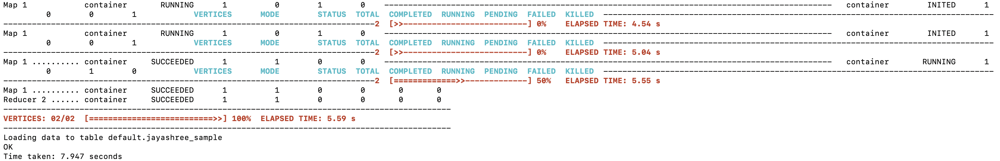 Map 1            container       RUNNING      1          0        1        0    ----------------------------------------------------------------------------------------------   container        INITED      1
         0        0        1            VERTICES      MODE        STATUS  TOTAL  COMPLETED  RUNNING  PENDING  FAILED  KILLED  ----------------------------------------------------------------------------------
------------------------------------------------------------------------------2  [>>--------------------------] 0%    ELAPSED TIME: 4.54 s
Map 1            container       RUNNING      1          0        1        0    ----------------------------------------------------------------------------------------------   container        INITED      1
         0        0        1            VERTICES      MODE        STATUS  TOTAL  COMPLETED  RUNNING  PENDING  FAILED  KILLED  ----------------------------------------------------------------------------------
------------------------------------------------------------------------------2  [>>--------------------------] 0%    ELAPSED TIME: 5.04 s
Map 1 .......... container     SUCCEEDED      1          1        0        0    ----------------------------------------------------------------------------------------------   container       RUNNING      1
         0        1        0            VERTICES      MODE        STATUS  TOTAL  COMPLETED  RUNNING  PENDING  FAILED  KILLED  ----------------------------------------------------------------------------------
------------------------------------------------------------------------------2  [=============>>-------------] 50%   ELAPSED TIME: 5.55 s
Map 1 .......... container     SUCCEEDED      1          1        0        0       0       0
Reducer 2 ...... container     SUCCEEDED      1          1        0        0       0       0
----------------------------------------------------------------------------------------------
VERTICES: 02/02  [==========================>>] 100%  ELAPSED TIME: 5.59 s
----------------------------------------------------------------------------------------------
Loading data to table default.jayashree_sample
OK
Time taken: 7.947 seconds